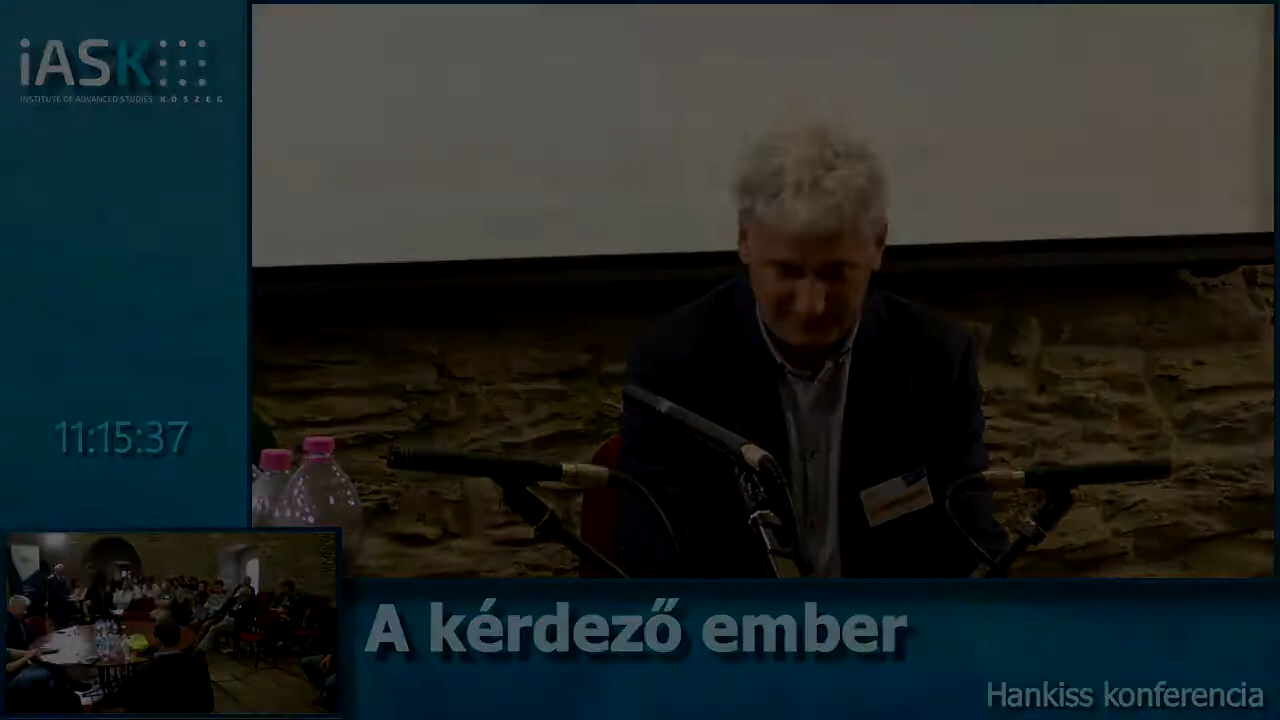 iASK
INSTITUTE OF ADVANCED STUDIES KŐSZEG
11:15:37
A kérdező ember
Hankiss konferencia